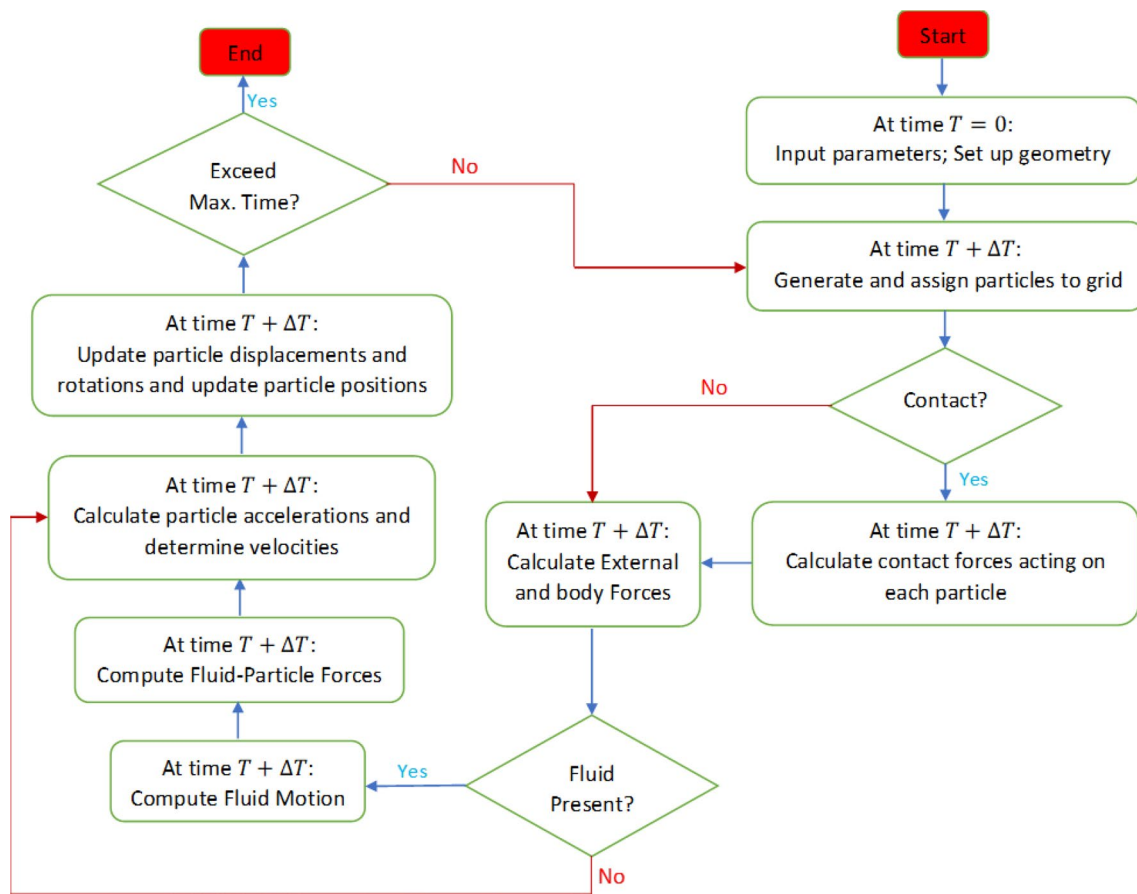 Start
At time T = 0:
Input parameters; Set up geometry
At time T + ΔT:
Generate and assign particles to grid
Contact?
Yes
No
At time T + ΔT:
Calculate contact forces acting on
each particle
At time T + ΔT:
Calculate External
and body Forces
Fluid
Present?
Yes
No
At time T + ΔT:
Compute Fluid Motion
At time T + ΔT:
Compute Fluid-Particle Forces
At time T + ΔT:
Calculate particle accelerations and
determine velocities
At time T + ΔT:
Update particle displacements and
rotations and update particle positions
Exceed
Max. Time?
No
Yes
End